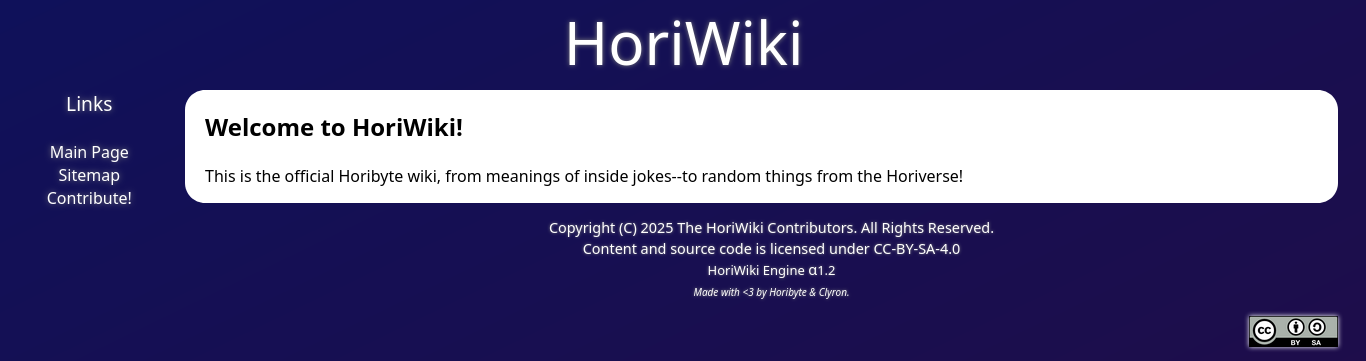 HoriWiki
Links
Main Page
Sitemap
Contribute!
Welcome to HoriWiki!
This is the official Horibyte wiki, from meanings of inside jokes--to random things from the Horiverse!
Copyright (C) 2025 The HoriWiki Contributors. All Rights Reserved.
Content and source code is licensed under CC-BY-SA-4.0
HoriWiki Engine α1.2
Made with <3 by Horibyte & Clyron.
cc BY SA